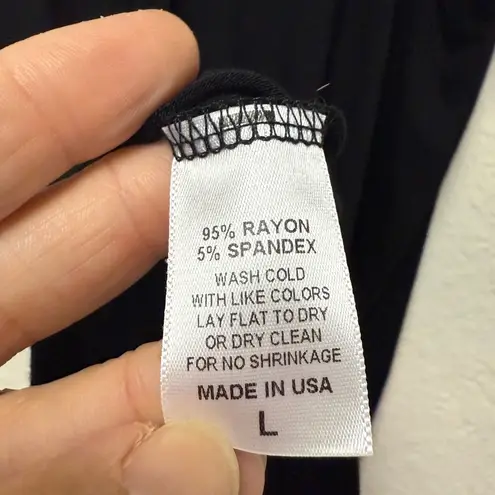 95% RAYON
5% SPANDEX
WASH COLD
WITH LIKE COLORS
LAY FLAT TO DRY
OR DRY CLEAN
FOR NO SHRINKAGE
MADE IN USA
L